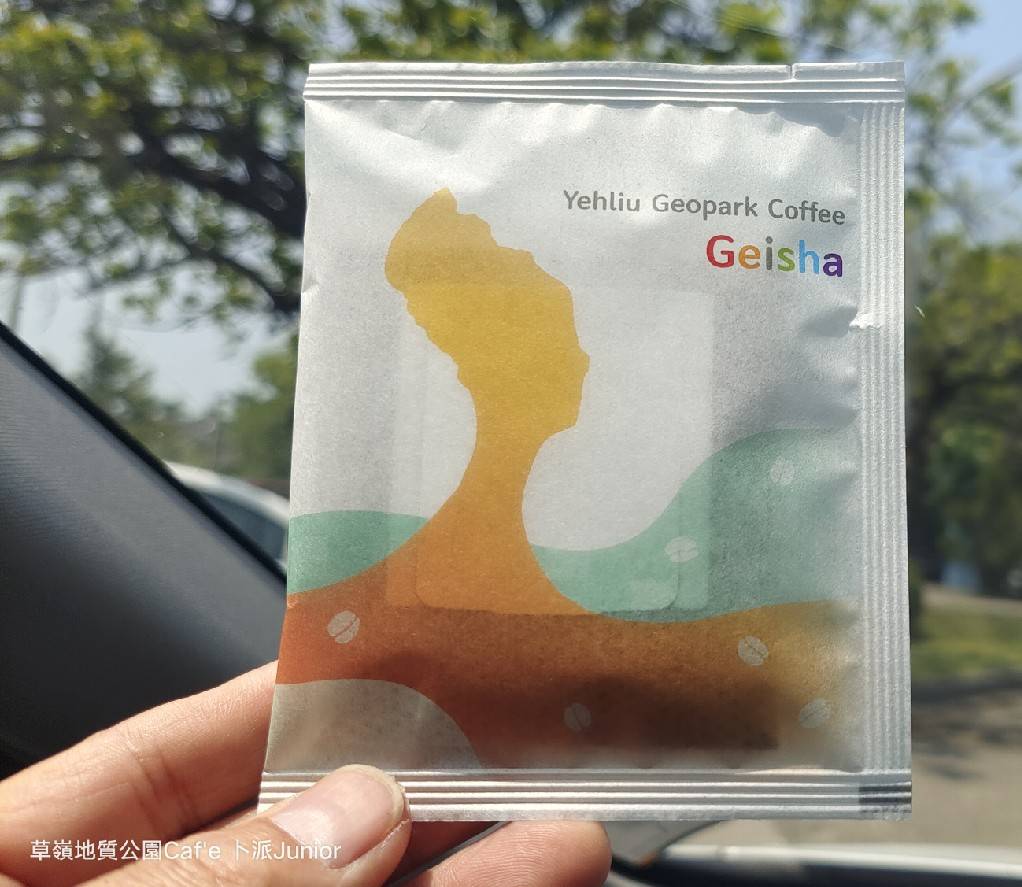 Yehliu Geopark Coffee
Geisha
草嶺地質公園Caf'e 卜派Junior